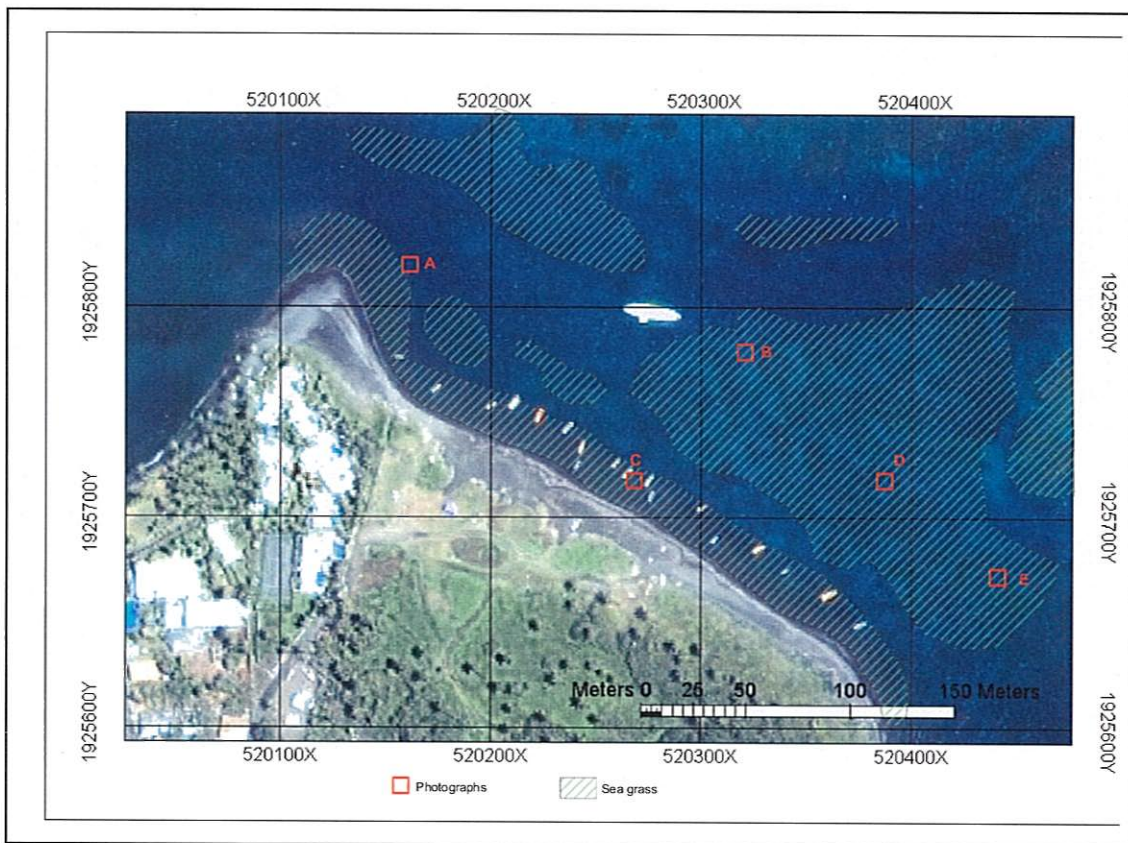 520100X 520200X 520300X 520400X
1925800Y 1925800Y
A
B
C
D
1925700Y 1925700Y
E
Meters 0 25 50 100 150 Meters
1925600Y 1925600Y
520100X 520200X 520300X 520400X
Photographs Sea grass